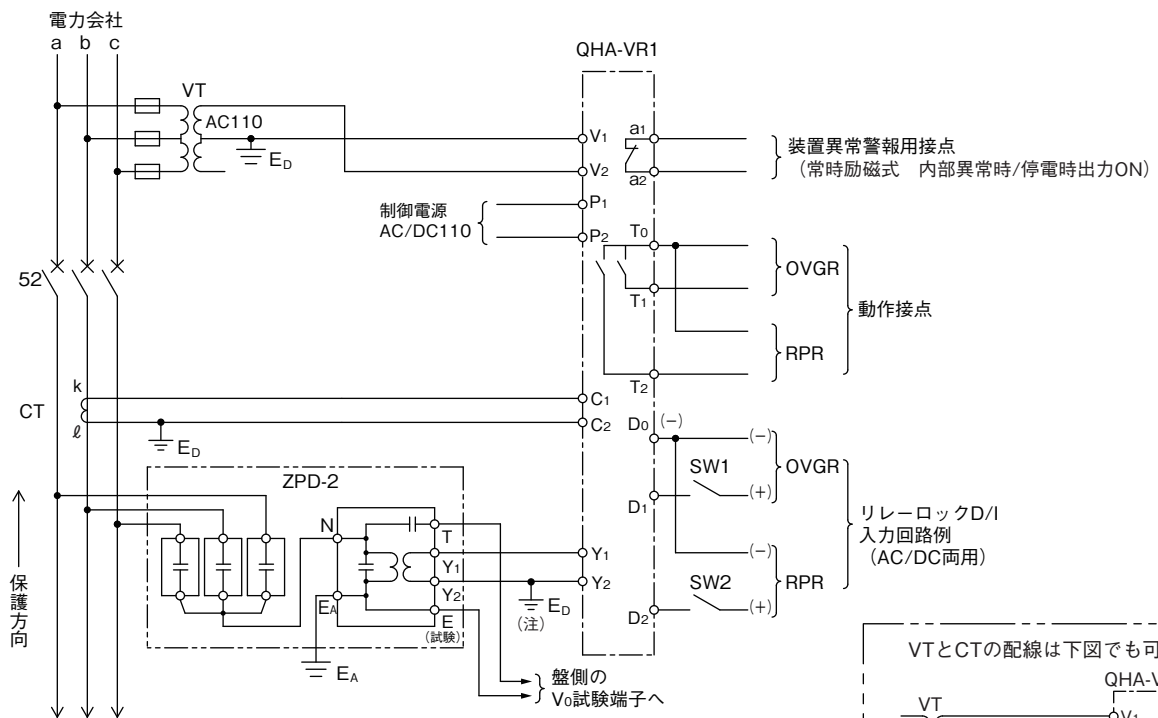 電力会社
a b c
QHA-VR1
VT
AC110
E_D
V1
a1
装置異常警報用接点
（常時励磁式 内部異常時/停電時出力ON）
V2
a2
制御電源
AC/DC110
P1
P2
T0
OVGR
T1
動作接点
RPR
T2
52
CT
k
ℓ
E_D
C1
C2
D0
(−)
(−)
OVGR
SW1
D1
(+)
リレーロックD/I
入力回路例
（AC/DC両用）
(−)
RPR
SW2
D2
(+)
ZPD-2
N
T
Y1
Y2
E_A
E
(試験)
E_A
Y1
Y2
E_D
(注)
保護方向
盤側の
V0試験端子へ
VTとCTの配線は下図でも可
QHA-V
VT
V1